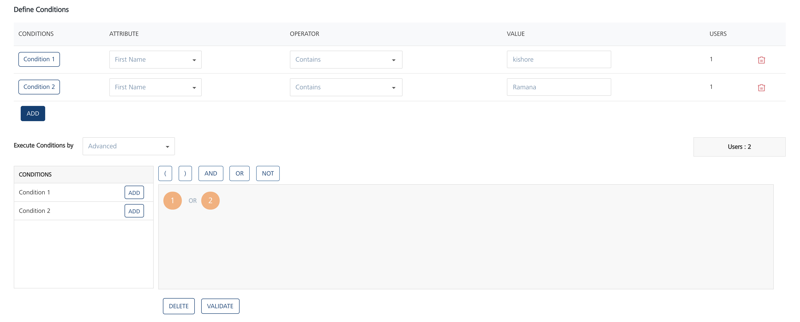 Define Conditions
CONDITIONS ATTRIBUTE OPERATOR VALUE USERS
Condition 1 First Name Contains kishore 1
Condition 2 First Name Contains Ramana 1
ADD
Execute Conditions by Advanced Users : 2
CONDITIONS ( ) AND OR NOT
Condition 1 ADD
1 OR 2
Condition 2 ADD
DELETE VALIDATE